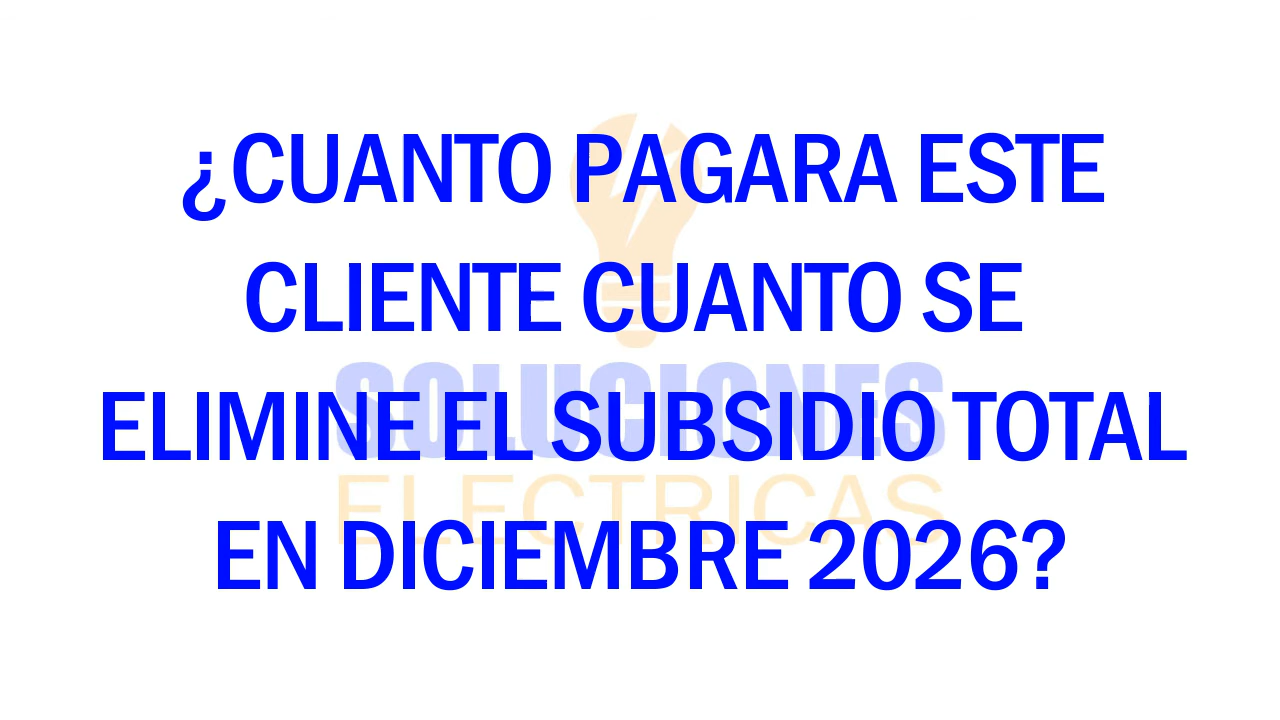 ¿CUANTO PAGARA ESTE
CLIENTE CUANTO SE
ELIMINE EL SUBSIDIO TOTAL
EN DICIEMBRE 2026?
SOLUCIONES
ELECTRICAS